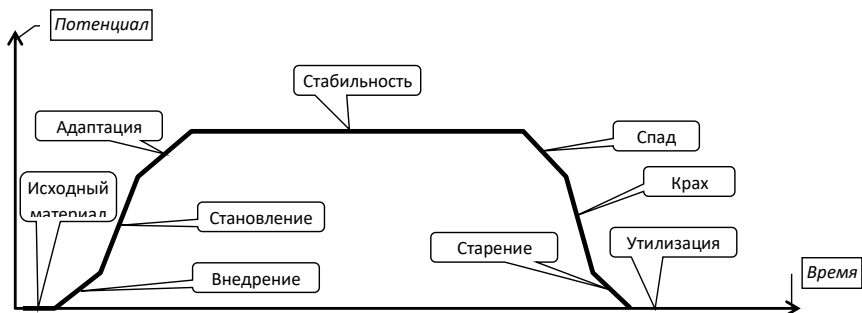 Потенциал
Стабильность
Адаптация
Спад
Исходный
материал
Крах
Становление
Старение
Утилизация
Внедрение
Время